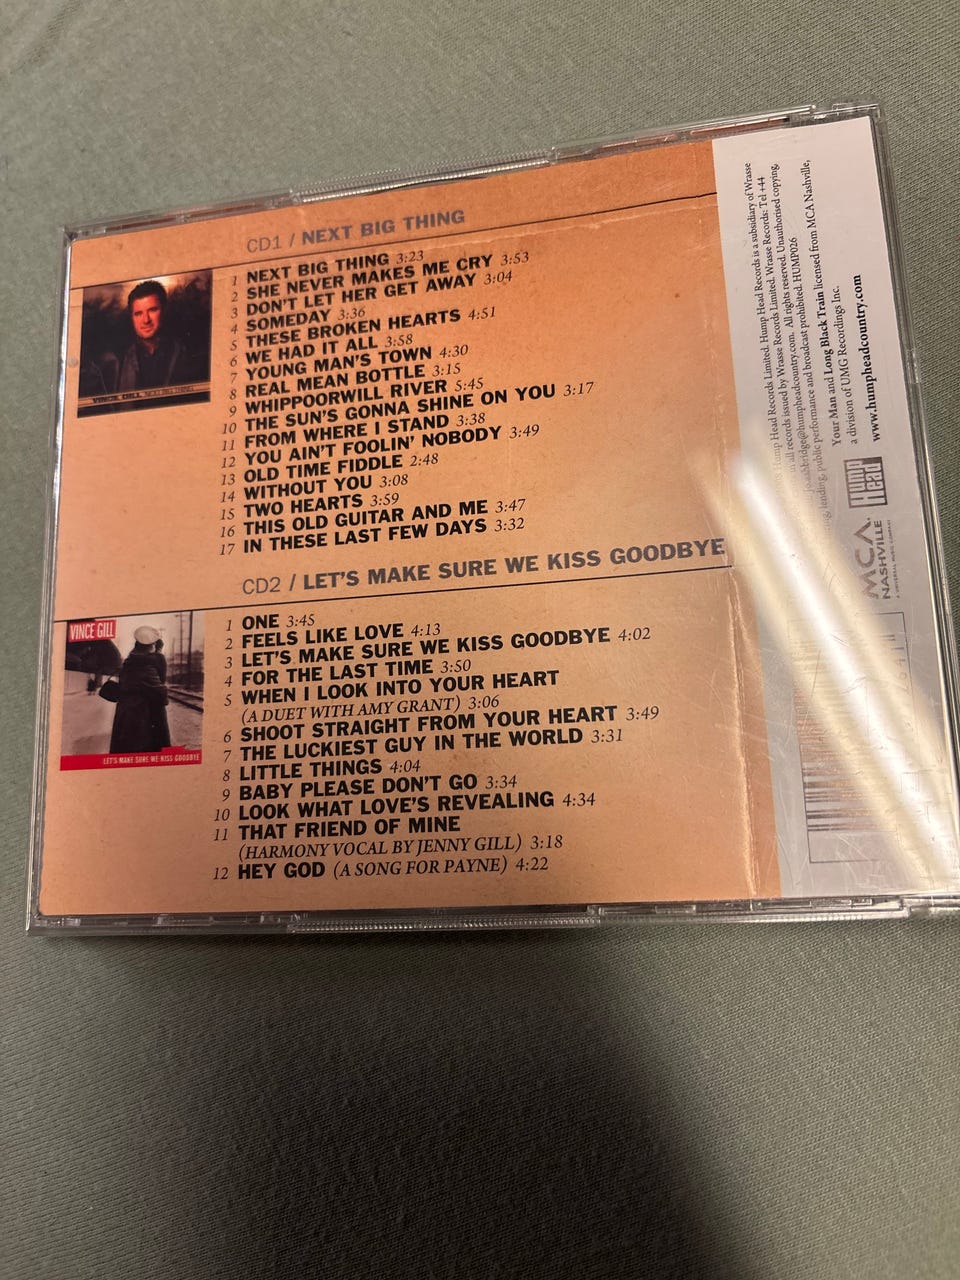 CD1 / NEXT BIG THING
1 NEXT BIG THING 3:23
2 SHE NEVER MAKES ME CRY 3:53
3 DON'T LET HER GET AWAY 3:04
4 SOMEDAY 3:36
5 THESE BROKEN HEARTS 4:51
6 WE HAD IT ALL 3:58
7 YOUNG MAN'S TOWN 4:30
8 REAL MEAN BOTTLE 3:15
9 WHIPPOORWILL RIVER 5:45
10 THE SUN'S GONNA SHINE ON YOU 3:17
11 FROM WHERE I STAND 3:38
12 YOU AIN'T FOOLIN' NOBODY 3:49
13 OLD TIME FIDDLE 2:48
14 WITHOUT YOU 3:08
15 TWO HEARTS 3:59
16 THIS OLD GUITAR AND ME 3:47
17 IN THESE LAST FEW DAYS 3:32
VINCE GILL NEXT BIG THING
CD2 / LET'S MAKE SURE WE KISS GOODBYE
1 ONE 3:45
2 FEELS LIKE LOVE 4:13
3 LET'S MAKE SURE WE KISS GOODBYE 4:02
4 FOR THE LAST TIME 3:50
5 WHEN I LOOK INTO YOUR HEART
(A DUET WITH AMY GRANT) 3:06
6 SHOOT STRAIGHT FROM YOUR HEART 3:49
7 THE LUCKIEST GUY IN THE WORLD 3:31
8 LITTLE THINGS 4:04
9 BABY PLEASE DON'T GO 3:34
10 LOOK WHAT LOVE'S REVEALING 4:34
11 THAT FRIEND OF MINE
(HARMONY VOCAL BY JENNY GILL) 3:18
12 HEY GOD (A SONG FOR PAYNE) 4:22
VINCE GILL
LET'S MAKE SURE WE KISS GOODBYE
Hump Head Records Limited. Hump Head Records is a subsidiary of Wrasse
all records issued by Wrasse Records Limited. Wrasse Records: Tel +44
@humpheadcountry.com. All rights reserved. Unauthorised copying,
lending, public performance and broadcast prohibited. HUMP026
Your Man and Long Black Train licensed from MCA Nashville,
a division of UMG Recordings Inc.
www.humpheadcountry.com
MCA
NASHVILLE
A UNIVERSAL MUSIC COMPANY
Hump
Head